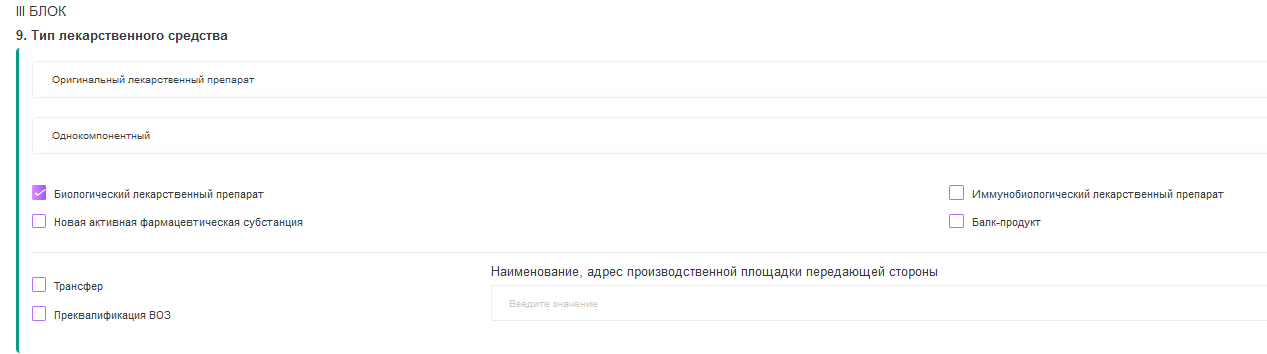 III БЛОК
9. Тип лекарственного средства
Оригинальный лекарственный препарат
Однокомпонентный
Биологический лекарственный препарат
Иммунобиологический лекарственный препарат
Новая активная фармацевтическая субстанция
Балк-продукт
Наименование, адрес производственной площадки передающей стороны
Трансфер
Введите значение
Преквалификация ВОЗ